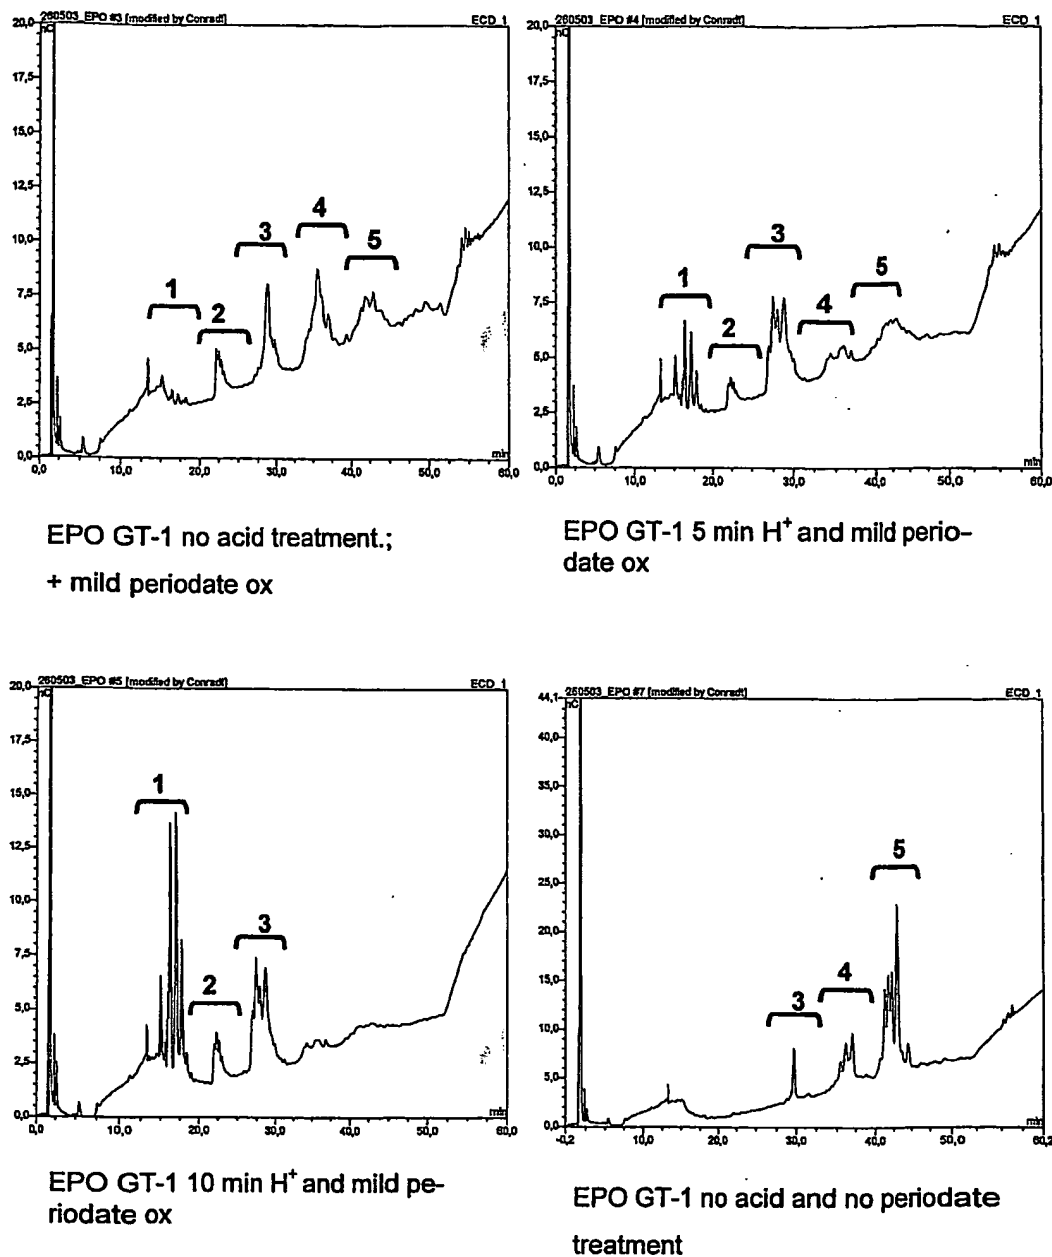 260503_EPO #3 [modified by Conradt] ECD_1
20,0
nC
17,5
15,0
12,5
10,0
7,5
5,0
2,5
0,0
1
2
3
4
5
0,0 10,0 20,0 30,0 40,0 50,0 60,0
min
EPO GT-1 no acid treatment.;
+ mild periodate ox
260503_EPO #4 [modified by Conradt] ECD_1
20,0
nC
17,5
15,0
12,5
10,0
7,5
5,0
2,5
0,0
1
2
3
4
5
0,0 10,0 20,0 30,0 40,0 50,0 60,0
min
EPO GT-1 5 min H⁺ and mild perio-
date ox
260503_EPO #5 [modified by Conradt] ECD_1
20,0
nC
17,5
15,0
12,5
10,0
7,5
5,0
2,5
0,0
1
2
3
0,0 10,0 20,0 30,0 40,0 50,0 60,0
min
EPO GT-1 10 min H⁺ and mild pe-
riodate ox
260503_EPO #7 [modified by Conradt] ECD_1
44,1
nC
40,0
35,0
30,0
25,0
20,0
15,0
10,0
5,0
0,0
3
4
5
-0,2 10,0 20,0 30,0 40,0 50,0 60,2
min
EPO GT-1 no acid and no periodate
treatment